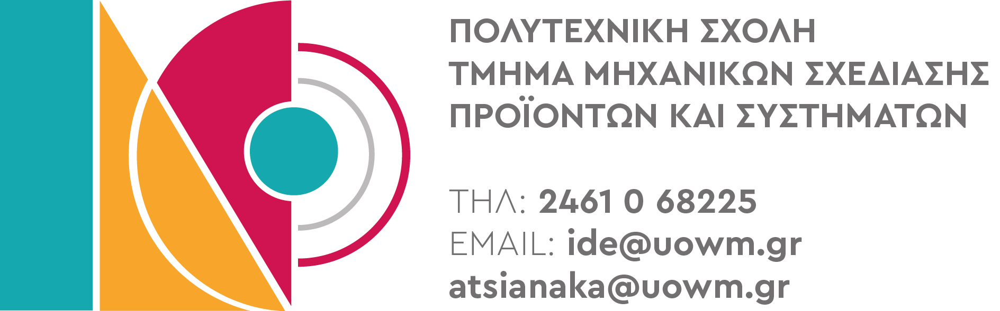 ΠΟΛΥΤΕΧΝΙΚΗ ΣΧΟΛΗ
ΤΜΗΜΑ ΜΗΧΑΝΙΚΩΝ ΣΧΕΔΙΑΣΗΣ
ΠΡΟΪΟΝΤΩΝ ΚΑΙ ΣΥΣΤΗΜΑΤΩΝ
ΤΗΛ: 2461 0 68225
EMAIL: ide@uowm.gr
atsianaka@uowm.gr